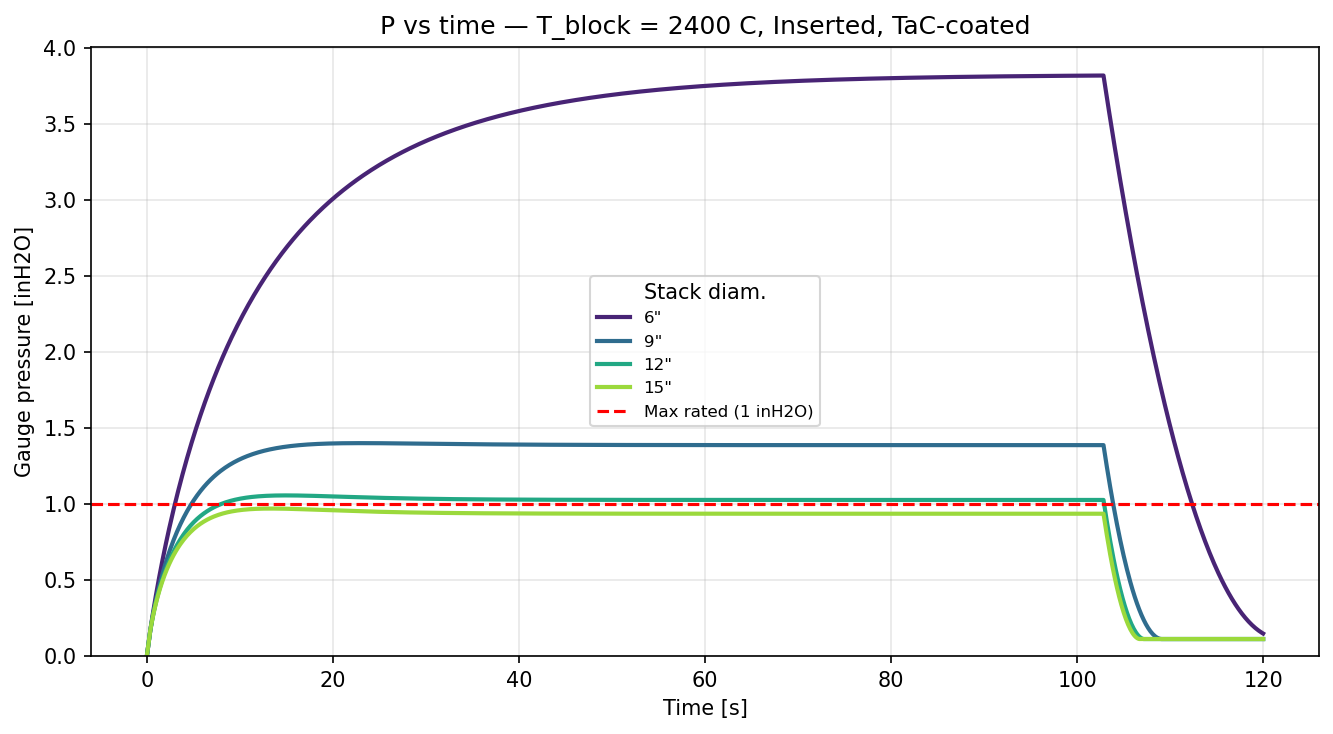 P vs time — T_block = 2400 C, Inserted, TaC-coated
4.0
3.5
3.0
2.5
2.0
1.5
1.0
0.5
0.0
Gauge pressure [inH2O]
Stack diam.
6"
9"
12"
15"
Max rated (1 inH2O)
0 20 40 60 80 100 120
Time [s]